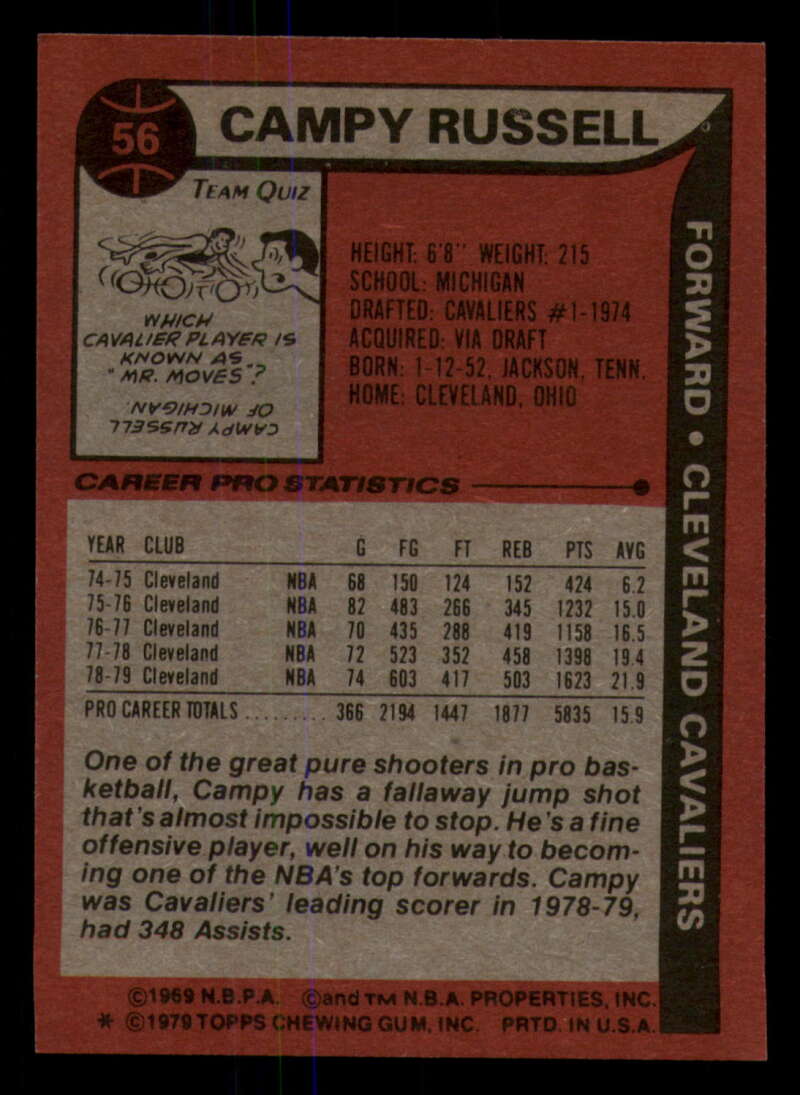 56
CAMPY RUSSELL
TEAM QUIZ
WHICH
CAVALIER PLAYER IS
KNOWN AS
"MR. MOVES"?
CAMPY RUSSELL
OF MICHIGAN.
HEIGHT: 6'8" WEIGHT: 215
SCHOOL: MICHIGAN
DRAFTED: CAVALIERS #1-1974
ACQUIRED: VIA DRAFT
BORN: 1-12-52, JACKSON, TENN.
HOME: CLEVELAND, OHIO
FORWARD • CLEVELAND CAVALIERS
CAREER PRO STATISTICS
YEAR CLUB G FG FT REB PTS AVG
74-75 Cleveland NBA 68 150 124 152 424 6.2
75-76 Cleveland NBA 82 483 266 345 1232 15.0
76-77 Cleveland NBA 70 435 288 419 1158 16.5
77-78 Cleveland NBA 72 523 352 458 1398 19.4
78-79 Cleveland NBA 74 603 417 503 1623 21.9
PRO CAREER TOTALS ......... 366 2194 1447 1877 5835 15.9
One of the great pure shooters in pro bas-
ketball, Campy has a fallaway jump shot
that's almost impossible to stop. He's a fine
offensive player, well on his way to becom-
ing one of the NBA's top forwards. Campy
was Cavaliers' leading scorer in 1978-79,
had 348 Assists.
©1969 N.B.P.A. ©and TM N.B.A. PROPERTIES, INC.
* ©1979 TOPPS CHEWING GUM, INC. PRTD. IN U.S.A.